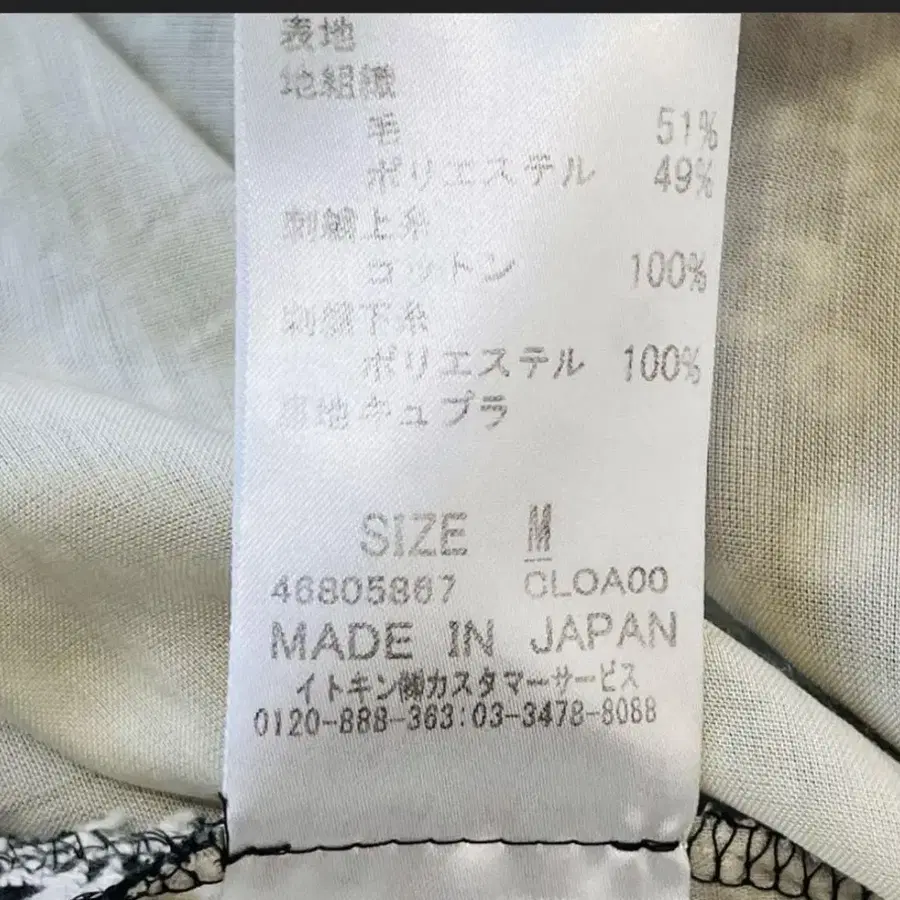 表地
地組織
毛 51%
ポリエステル 49%
刺繍上糸
コットン 100%
刺繍下糸
ポリエステル 100%
裏地キュプラ
SIZE M
46805867 CLOA00
MADE IN JAPAN
イトキン㈱カスタマーサービス
0120-888-363:03-3478-8088